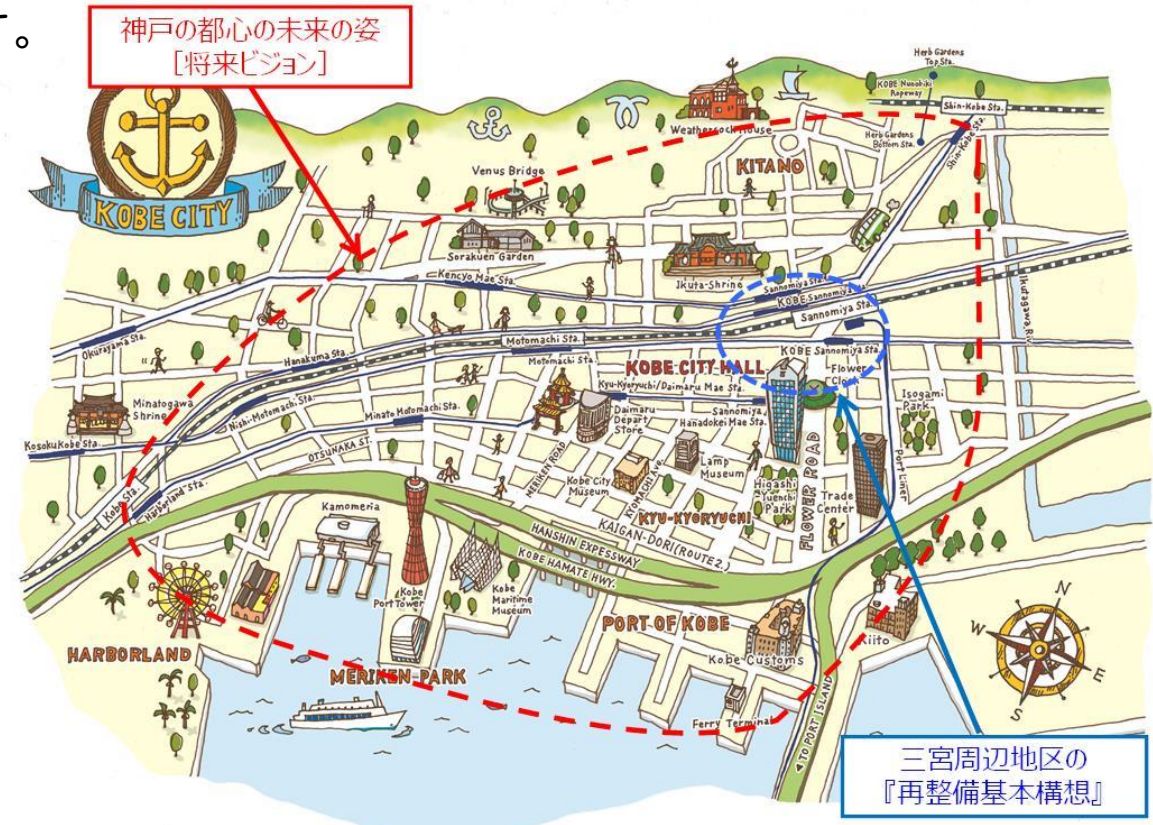 。
神戸の都心の未来の姿
［将来ビジョン］
KOBE CITY
Herb Gardens
Top Sta.
KOBE Nunobiki
Ropeway
Shin-Kobe Sta.
Weathercock House
Herb Gardens
Bottom Sta.
Shin-Kobe Sta.
KITANO
Venus Bridge
Sorakuen Garden
Ikuta-Shrine
Kencyo Mae Sta.
Sannomiya Sta.
KOBE Sannomiya Sta.
Sannomiya Sta.
Ikutagawa Riv.
Okurayama Sta.
Hanakuma Sta.
Motomachi Sta.
Motomachi Sta.
KOBE Sannomiya Sta.
KOBE CITY HALL
Flower
Clock
Kyu-Kyoryuchi/Daimaru Mae Sta.
Minatogawa
Shrine
Nishi-Motomachi Sta.
Minato Motomachi Sta.
Daimaru
Depart
Store
Sannomiya
Hanadokei Mae Sta.
Isogami
Park
Kosoku Kobe Sta.
OTSUNAKA ST.
MERIKEN ROAD
Lamp
Museum
Kobe City
Museum
KYOMACHI Ave.
Higashi
Yuenchi
Park
FLOWER ROAD
Trade
Center
Port Liner
Kobe Sta.
Harborland Sta.
Kamomeria
KYU-KYORYUCHI
KAIGAN-DORI(ROUTE2.)
HANSHIN EXPESSWAY
KOBE HAMATE HWY.
Kobe
Port Tower
Kobe
Maritime
Museum
PORT OF KOBE
Kobe Customs
Kiito
HARBORLAND
MERIKEN-PARK
Ferry Terminal
TO PORT ISLAND
N
W
E
S
三宮周辺地区の
『再整備基本構想』